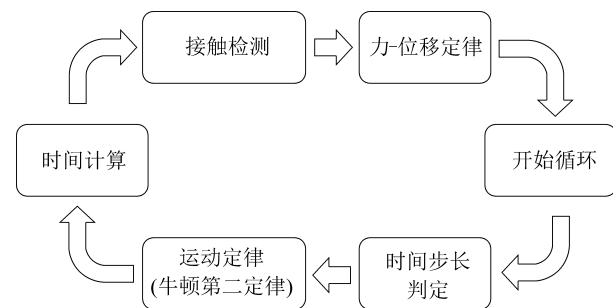 接触检测
力-位移定律
时间计算
开始循环
运动定律
(牛顿第二定律)
时间步长
判定